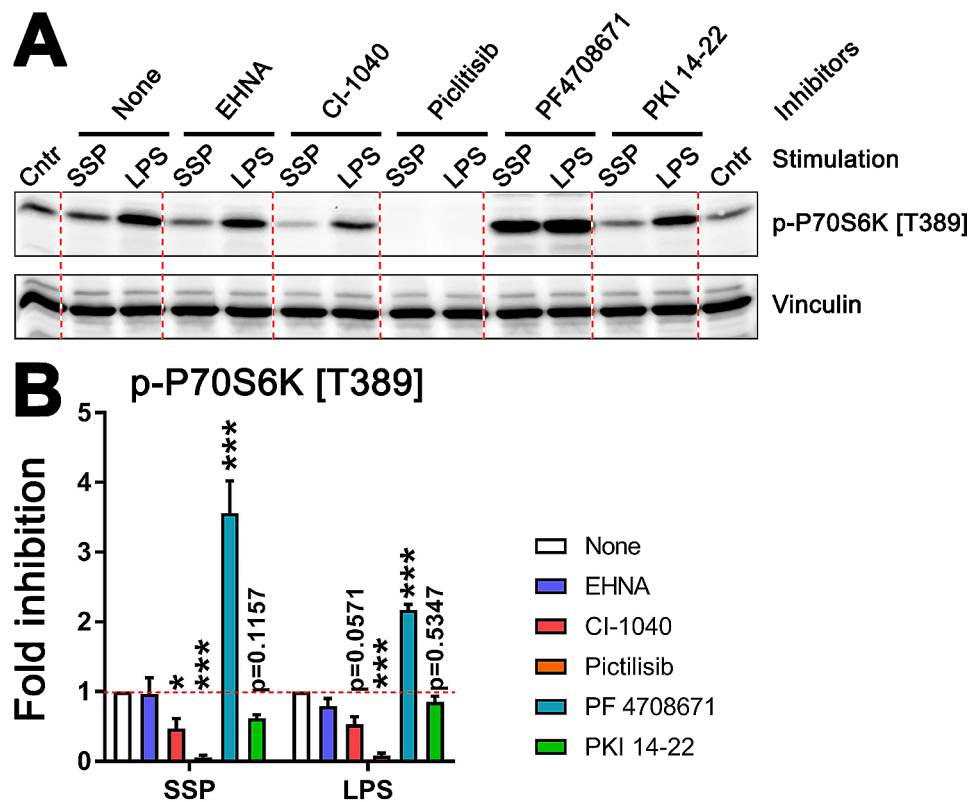 A
None
EHNA
CI-1040
Piclitisib
PF4708671
PKI 14-22
Inhibitors
Cntr SSP LPS SSP LPS SSP LPS SSP LPS SSP LPS SSP LPS Cntr Stimulation
p-P70S6K [T389]
Vinculin
B
p-P70S6K [T389]
Fold inhibition
5
4
3
2
1
0
* *** *** p=0.1157 p=0.0571 *** *** p=0.5347
SSP LPS
None
EHNA
CI-1040
Pictilisib
PF 4708671
PKI 14-22